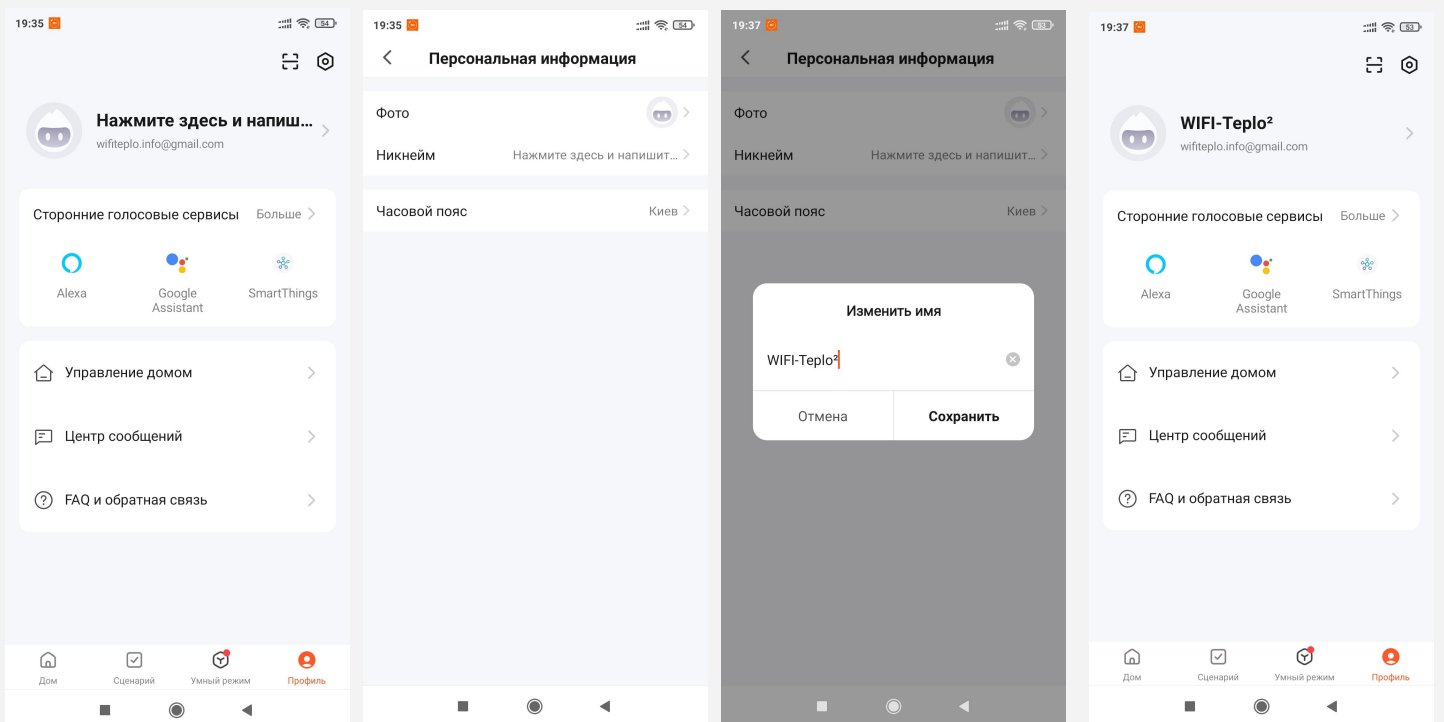 19:35
54
Нажмите здесь и напиш...
wifiteplo.info@gmail.com
Сторонние голосовые сервисы Больше
Alexa
Google
Assistant
SmartThings
Управление домом
Центр сообщений
FAQ и обратная связь
Дом
Сценарий
Умный режим
Профиль
19:35
54
Персональная информация
Фото
Никнейм Нажмите здесь и напишит...
Часовой пояс Киев
19:37
53
Персональная информация
Фото
Никнейм Нажмите здесь и напишит...
Часовой пояс Киев
Изменить имя
WIFI-Teplo²
Отмена
Сохранить
19:37
53
WIFI-Teplo²
wifiteplo.info@gmail.com
Сторонние голосовые сервисы Больше
Alexa
Google
Assistant
SmartThings
Управление домом
Центр сообщений
FAQ и обратная связь
Дом
Сценарий
Умный режим
Профиль